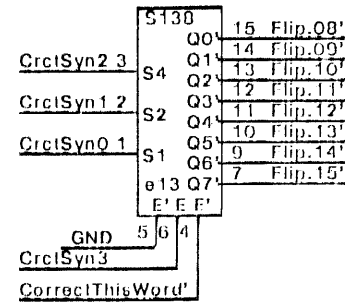 S138
Q0' 15 Flip.08'
Q1' 14 Flip.09'
CrctSyn2 3 S4 Q2' 13 Flip.10'
Q3' 12 Flip.11'
CrctSyn1 2 S2 Q4' 11 Flip.12'
Q5' 10 Flip.13'
CrctSyn0 1 S1 Q6' 9 Flip.14'
e13 Q7' 7 Flip.15'
E' E E'
GND 5 6 4
CrctSyn3
CorrectThisWord'